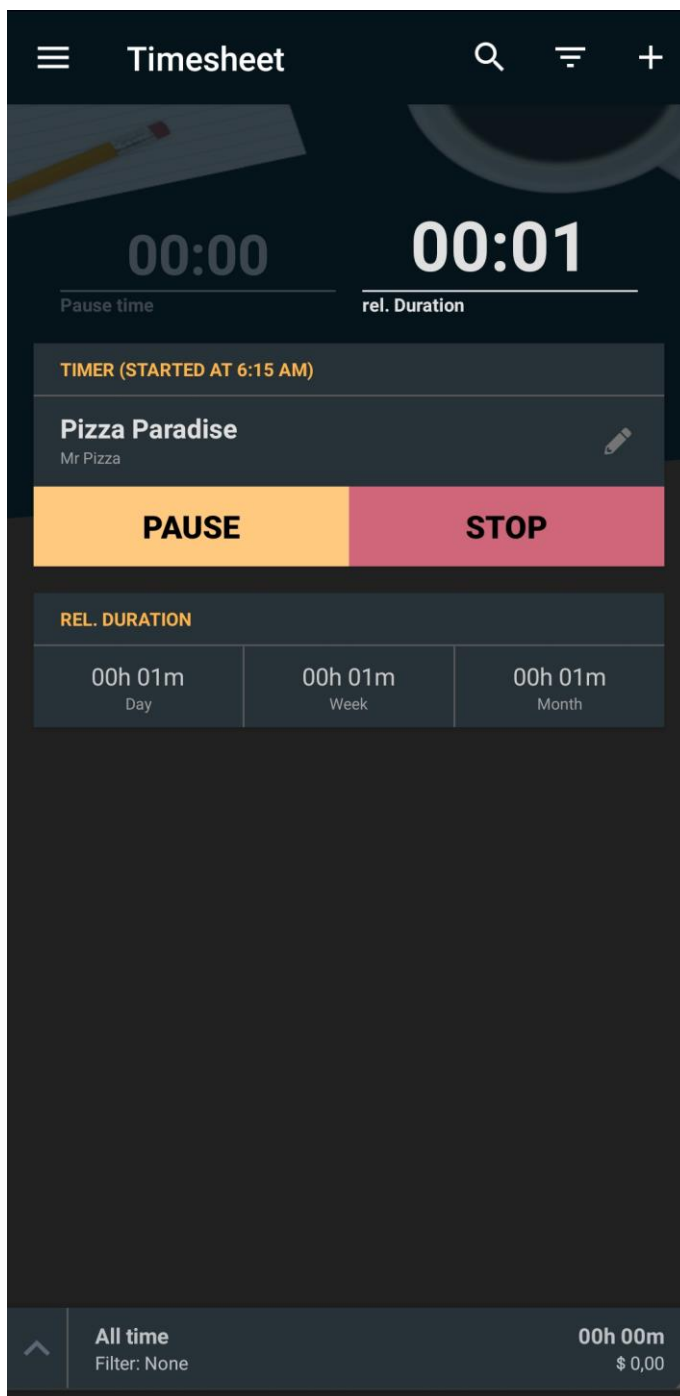 Timesheet
00:00
00:01
Pause time
rel. Duration
TIMER (STARTED AT 6:15 AM)
Pizza Paradise
Mr Pizza
PAUSE
STOP
REL. DURATION
00h 01m
00h 01m
00h 01m
Day
Week
Month
All time
00h 00m
Filter: None
$ 0,00